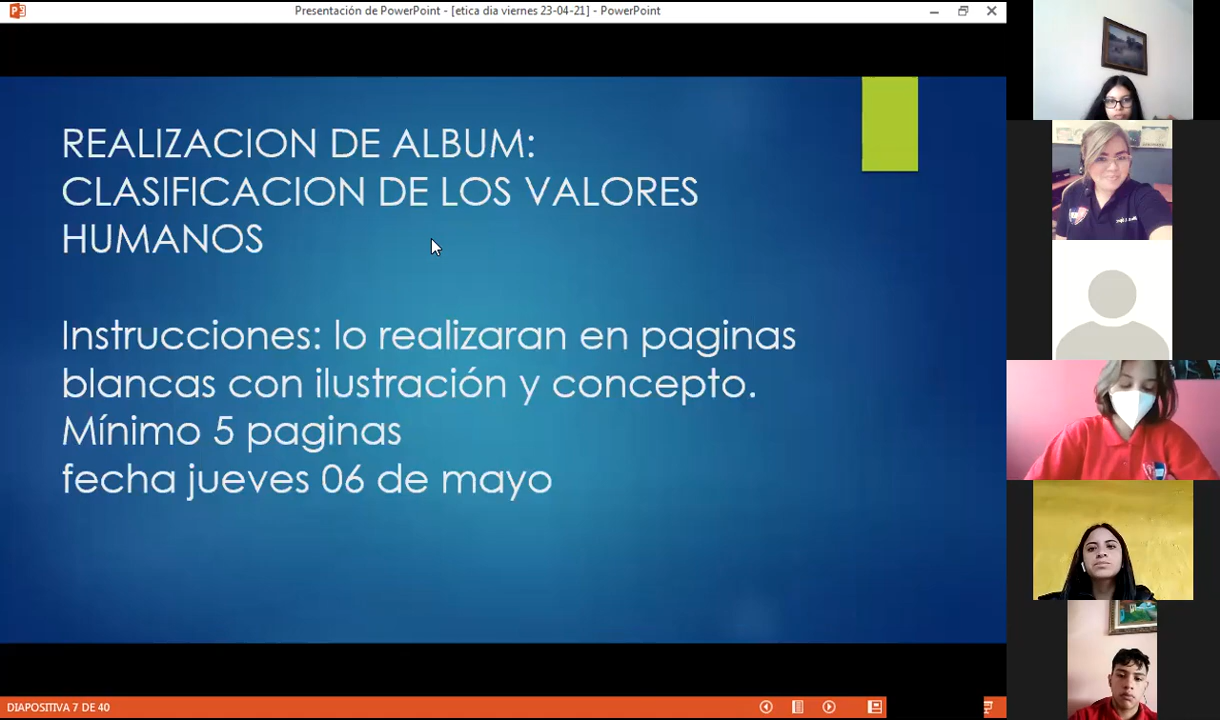 Presentación de PowerPoint - [etica dia viernes 23-04-21] - PowerPoint
REALIZACION DE ALBUM:
CLASIFICACION DE LOS VALORES
HUMANOS
Instrucciones: lo realizaran en paginas
blancas con ilustración y concepto.
Mínimo 5 paginas
fecha jueves 06 de mayo
DIAPOSITIVA 7 DE 40